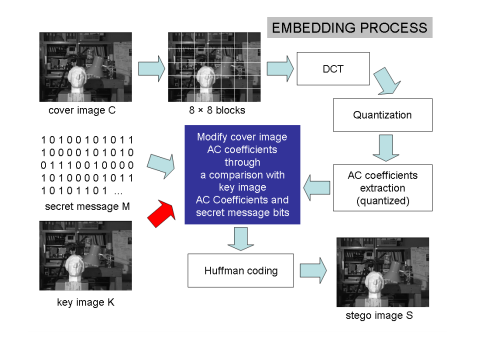 EMBEDDING PROCESS
DCT
cover image C
8 × 8 blocks
Quantization
1 0 1 0 0 1 0 1 0 1 1
1 0 0 0 0 1 0 1 0 1 0
0 1 1 1 0 0 1 0 0 0 0
1 0 1 0 0 0 0 1 0 1 1
1 0 1 0 1 1 0 1 ...
secret message M
Modify cover image
AC coefficients
through
a comparison with
key image
AC Coefficients and
secret message bits
AC coefficients
extraction
(quantized)
key image K
Huffman coding
stego image S